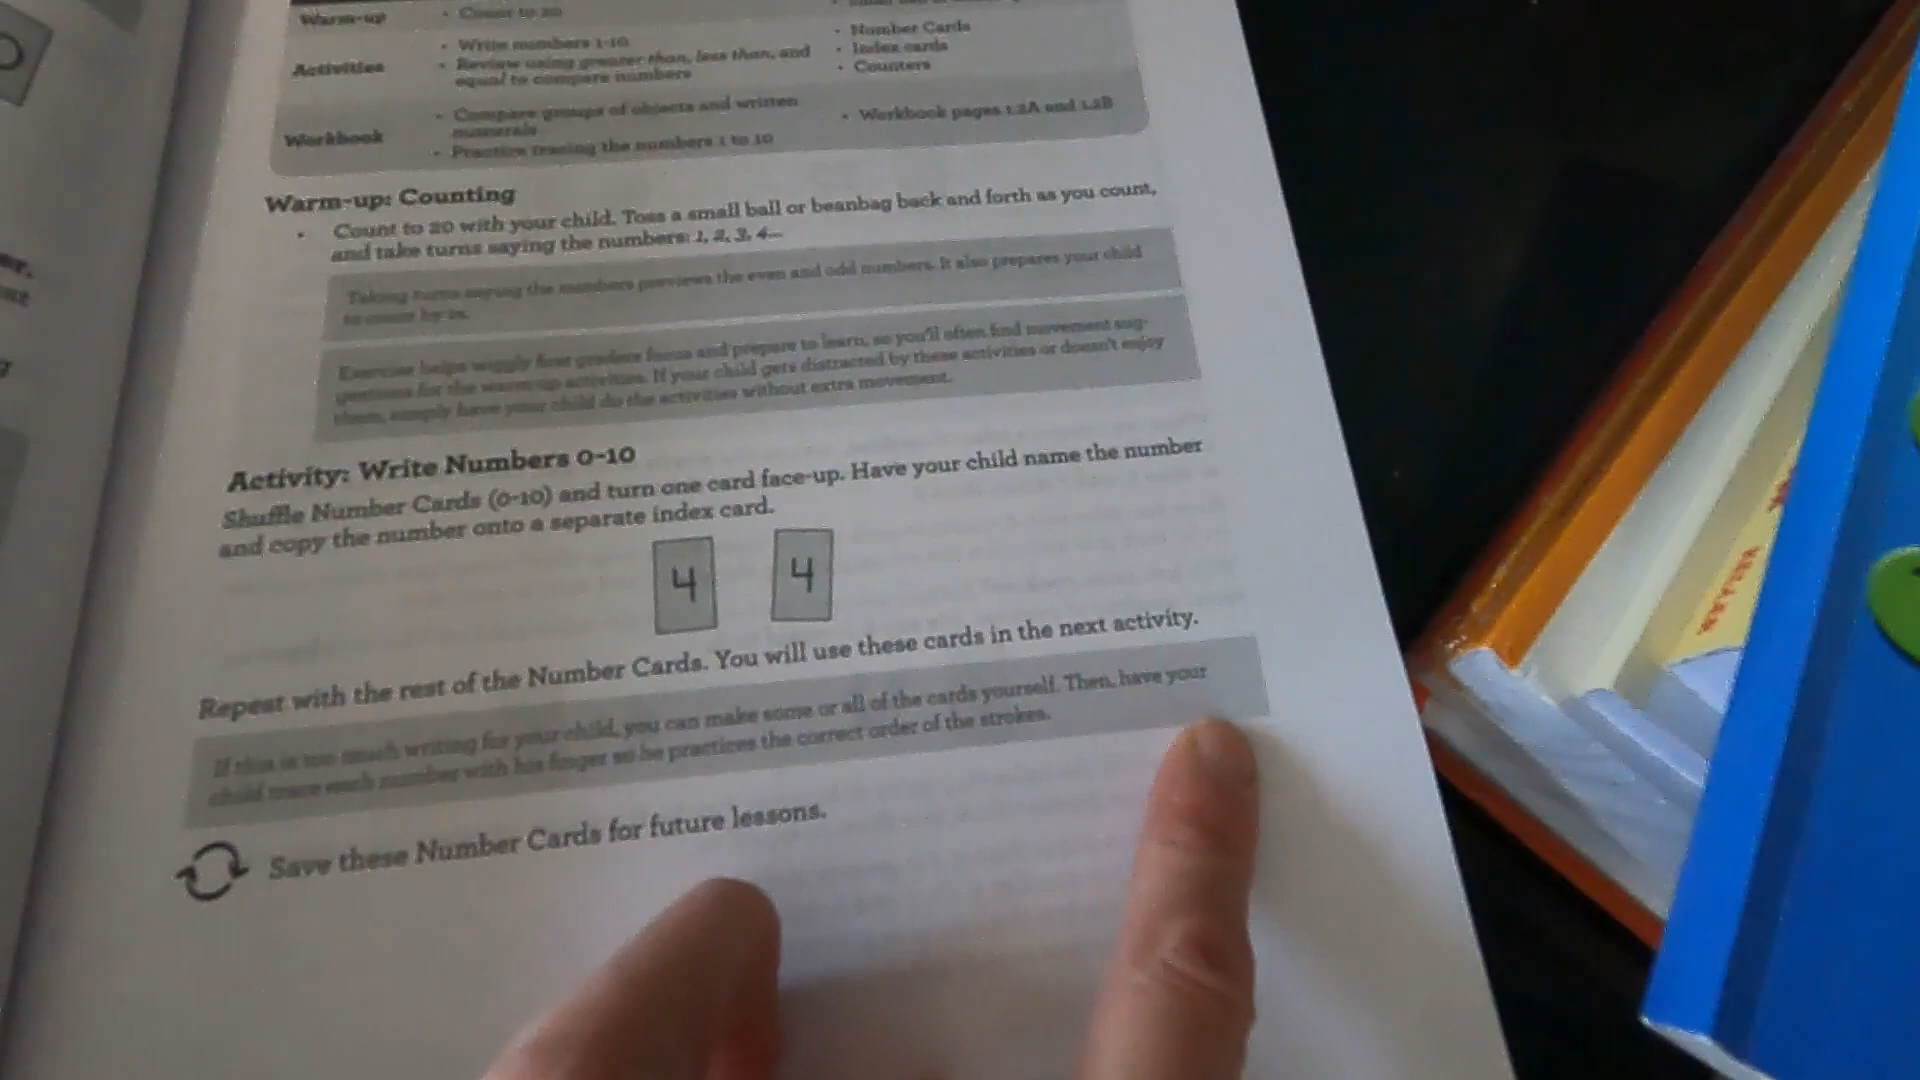 Warm-up
• Count to 20
Activities
• Write numbers 1-10
• Review using greater than, less than, and
equal to compare numbers
• Number Cards
• Index cards
• Counters
Workbook
• Compare groups of objects and written
numerals
• Practice tracing the numbers 1 to 10
• Workbook pages 1.2A and 1.2B
Warm-up: Counting
• Count to 20 with your child. Toss a small ball or beanbag back and forth as you count,
and take turns saying the numbers: 1, 2, 3, 4...
Taking turns saying the numbers previews the even and odd numbers. It also prepares your child
to count by 2s.
Exercise helps wiggly first graders focus and prepare to learn, so you'll often find movement sug-
gestions for the warm-up activities. If your child gets distracted by these activities or doesn't enjoy
them, simply have your child do the activities without extra movement.
Activity: Write Numbers 0-10
Shuffle Number Cards (0-10) and turn one card face-up. Have your child name the number
and copy the number onto a separate index card.
4 4
Repeat with the rest of the Number Cards. You will use these cards in the next activity.
If this is too much writing for your child, you can make some or all of the cards yourself. Then, have your
child trace each number with his finger so he practices the correct order of the strokes.
Save these Number Cards for future lessons.